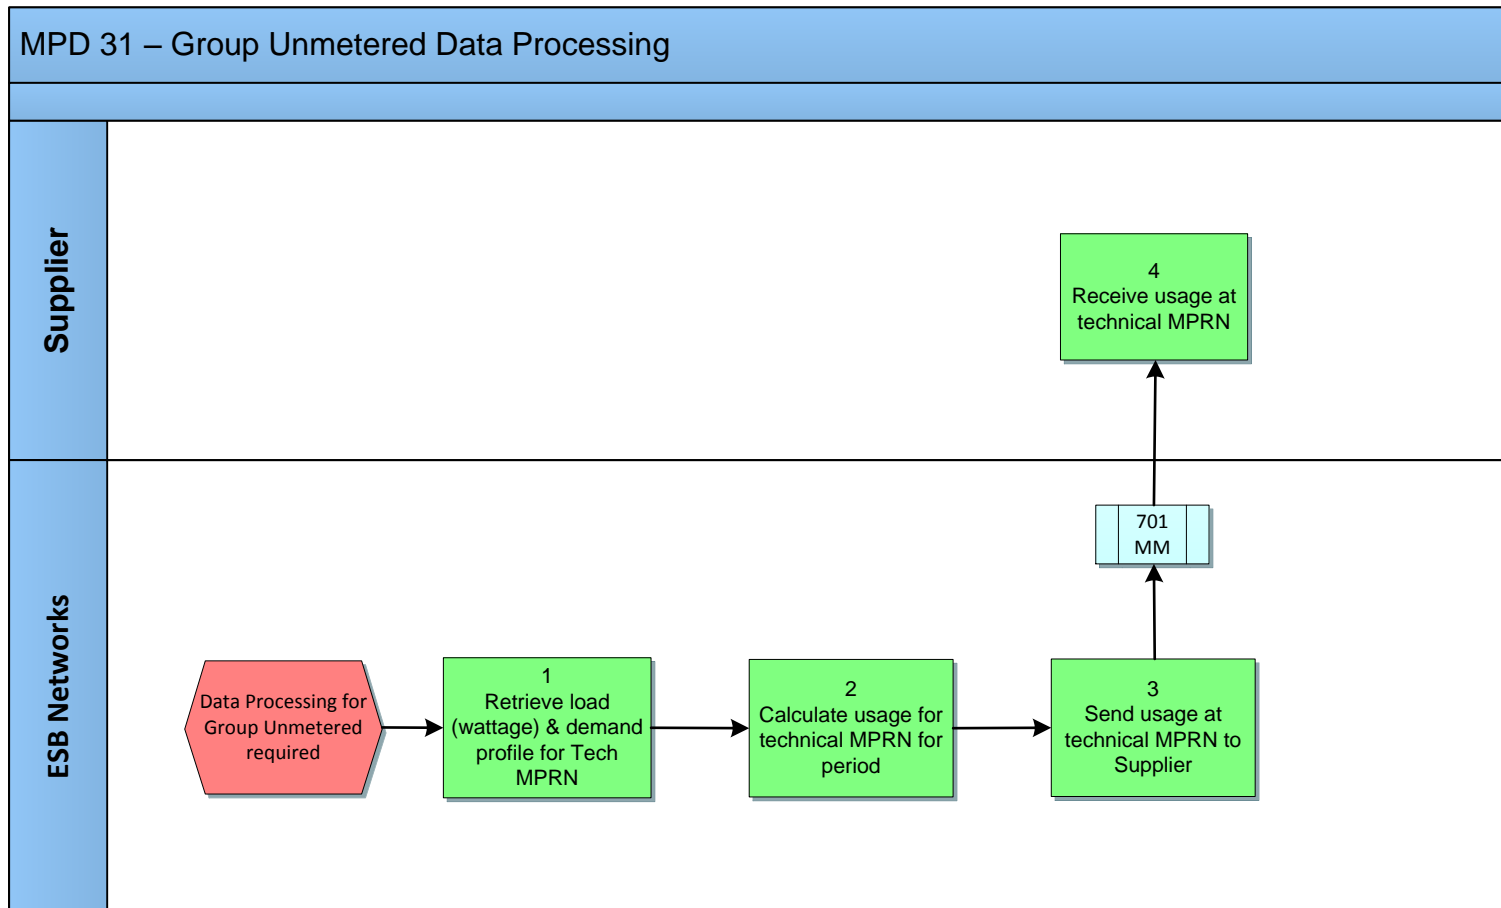 MPD 31 – Group Unmetered Data Processing
Supplier
4
Receive usage at
technical MPRN
ESB Networks
701
MM
Data Processing for
Group Unmetered
required
1
Retrieve load
(wattage) & demand
profile for Tech
MPRN
2
Calculate usage for
technical MPRN for
period
3
Send usage at
technical MPRN to
Supplier